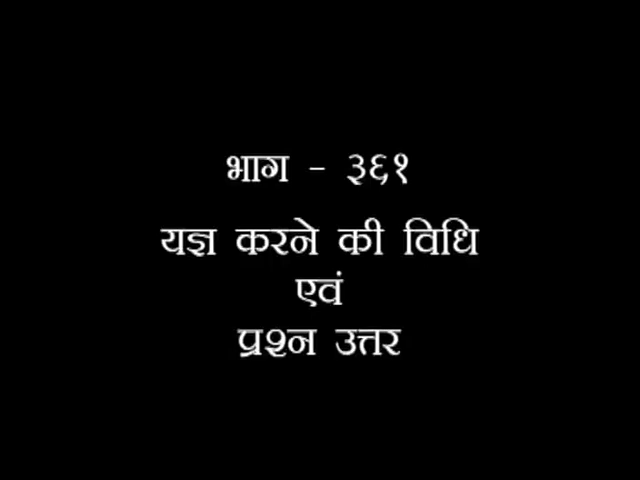 भाग - ३६१
यज्ञ करने की विधि
एवं
प्रश्न उत्तर